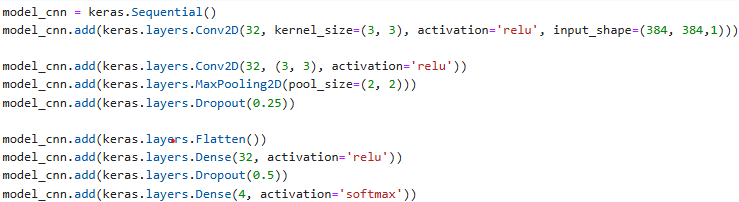 model_cnn = keras.Sequential()
model_cnn.add(keras.layers.Conv2D(32, kernel_size=(3, 3), activation='relu', input_shape=(384, 384,1)))
model_cnn.add(keras.layers.Conv2D(32, (3, 3), activation='relu'))
model_cnn.add(keras.layers.MaxPooling2D(pool_size=(2, 2)))
model_cnn.add(keras.layers.Dropout(0.25))
model_cnn.add(keras.layers.Flatten())
model_cnn.add(keras.layers.Dense(32, activation='relu'))
model_cnn.add(keras.layers.Dropout(0.5))
model_cnn.add(keras.layers.Dense(4, activation='softmax'))